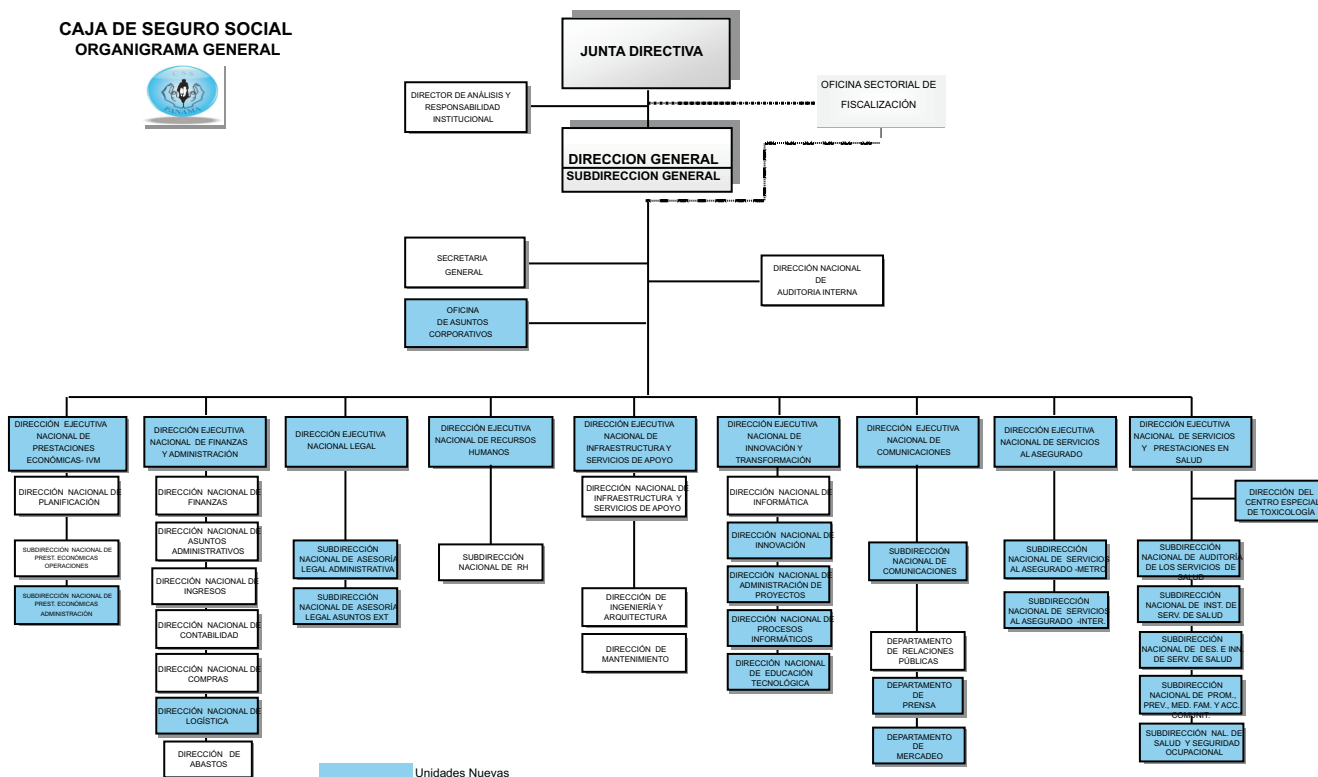 CAJA DE SEGURO SOCIAL
ORGANIGRAMA GENERAL
C S S
PANAMA
JUNTA DIRECTIVA
DIRECTOR DE ANÁLISIS Y
RESPONSABILIDAD
INSTITUCIONAL
OFICINA SECTORIAL DE
FISCALIZACIÓN
DIRECCION GENERAL
SUBDIRECCION GENERAL
SECRETARIA
GENERAL
DIRECCIÓN NACIONAL
DE
AUDITORIA INTERNA
OFICINA
DE ASUNTOS
CORPORATIVOS
DIRECCIÓN EJECUTIVA
NACIONAL DE
PRESTACIONES
ECONÓMICAS- IVM
DIRECCIÓN NACIONAL DE
PLANIFICACIÓN
SUBDIRECCIÓN NACIONAL DE
PREST. ECONÓMICAS
OPERACIONES
SUBDIRECCIÓN NACIONAL DE
PREST. ECONÓMICAS
ADMINISTRACIÓN
DIRECCIÓN EJECUTIVA
NACIONAL DE FINANZAS
Y ADMINISTRACIÓN
DIRECCIÓN NACIONAL DE
FINANZAS
DIRECCIÓN NACIONAL DE
ASUNTOS
ADMINISTRATIVOS
DIRECCIÓN NACIONAL DE
INGRESOS
DIRECCIÓN NACIONAL DE
CONTABILIDAD
DIRECCIÓN NACIONAL DE
COMPRAS
DIRECCIÓN NACIONAL DE
LOGÍSTICA
DIRECCIÓN DE
ABASTOS
DIRECCIÓN EJECUTIVA
NACIONAL LEGAL
SUBDIRECCIÓN
NACIONAL DE ASESORÍA
LEGAL ADMINISTRATIVA
SUBDIRECCIÓN
NACIONAL DE ASESORÍA
LEGAL ASUNTOS EXT
DIRECCIÓN EJECUTIVA
NACIONAL DE RECURSOS
HUMANOS
SUBDIRECCIÓN
NACIONAL DE RH
DIRECCIÓN EJECUTIVA
NACIONAL DE
INFRAESTRUCTURA Y
SERVICIOS DE APOYO
DIRECCIÓN NACIONAL DE
INFRAESTRUCTURA Y
SERVICIOS DE APOYO
DIRECCIÓN DE
INGENIERÍA Y
ARQUITECTURA
DIRECCIÓN DE
MANTENIMIENTO
DIRECCIÓN EJECUTIVA
NACIONAL DE
INNOVACIÓN Y
TRANSFORMACIÓN
DIRECCIÓN NACIONAL DE
INFORMÁTICA
DIRECCIÓN NACIONAL DE
INNOVACIÓN
DIRECCIÓN NACIONAL DE
ADMINISTRACIÓN DE
PROYECTOS
DIRECCIÓN NACIONAL DE
PROCESOS
INFORMÁTICOS
DIRECCIÓN NACIONAL
DE EDUCACIÓN
TECNOLÓGICA
DIRECCIÓN EJECUTIVA
NACIONAL DE
COMUNICACIONES
SUBDIRECCIÓN
NACIONAL DE
COMUNICACIONES
DEPARTAMENTO
DE RELACIONES
PÚBLICAS
DEPARTAMENTO
DE
PRENSA
DEPARTAMENTO
DE
MERCADEO
DIRECCIÓN EJECUTIVA
NACIONAL DE SERVICIOS
AL ASEGURADO
SUBDIRECCIÓN
NACIONAL DE SERVICIOS
AL ASEGURADO -METRO
SUBDIRECCIÓN
NACIONAL DE SERVICIOS
AL ASEGURADO -INTER.
DIRECCIÓN EJECUTIVA
NACIONAL DE SERVICIOS
Y PRESTACIONES EN
SALUD
DIRECCIÓN DEL
CENTRO ESPECIAL
DE TOXICOLOGÍA
SUBDIRECCIÓN
NACIONAL DE AUDITORÍA
DE LOS SERVICIOS DE
SALUD
SUBDIRECCIÓN
NACIONAL DE INST. DE
SERV. DE SALUD
SUBDIRECCIÓN
NACIONAL DE DES. E INN.
DE SERV. DE SALUD
SUBDIRECCIÓN
NACIONAL DE PROM.,
PREV., MED. FAM. Y ACC.
COMUNIT.
SUBDIRECCIÓN NAL. DE
SALUD Y SEGURIDAD
OCUPACIONAL
Unidades Nuevas